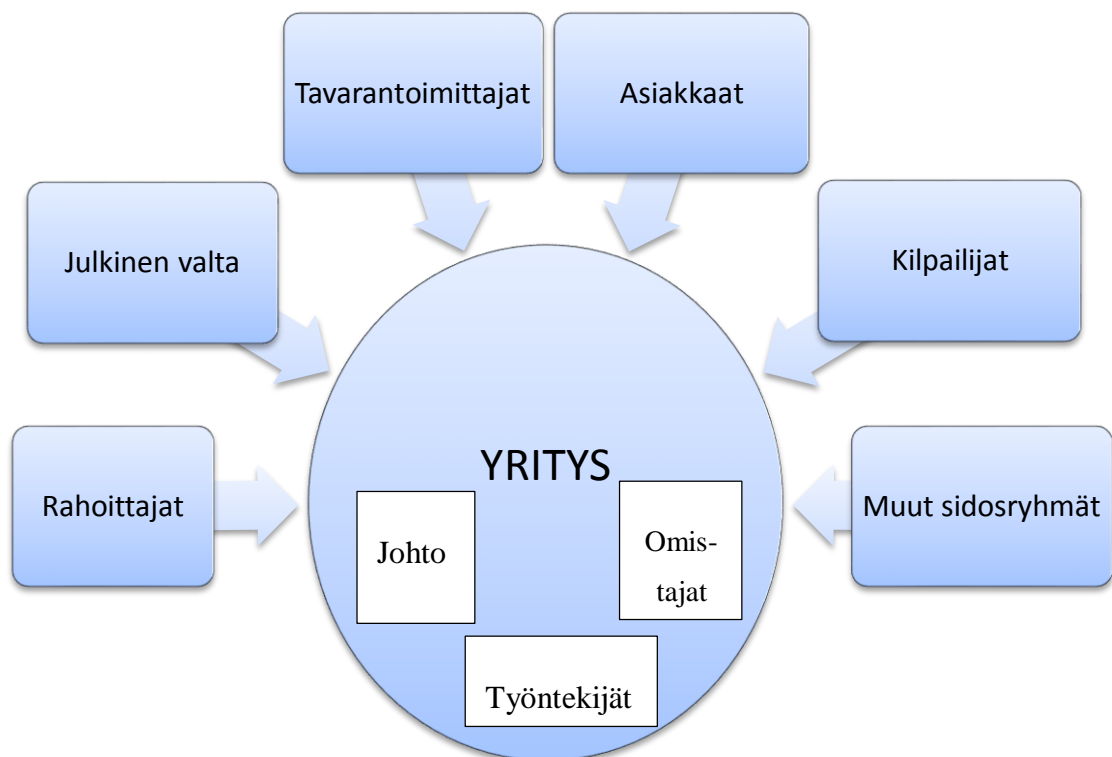 Tavarantoimittajat
Asiakkaat
Julkinen valta
Kilpailijat
Rahoittajat
YRITYS
Muut sidosryhmät
Johto
Omis-
tajat
Työntekijät